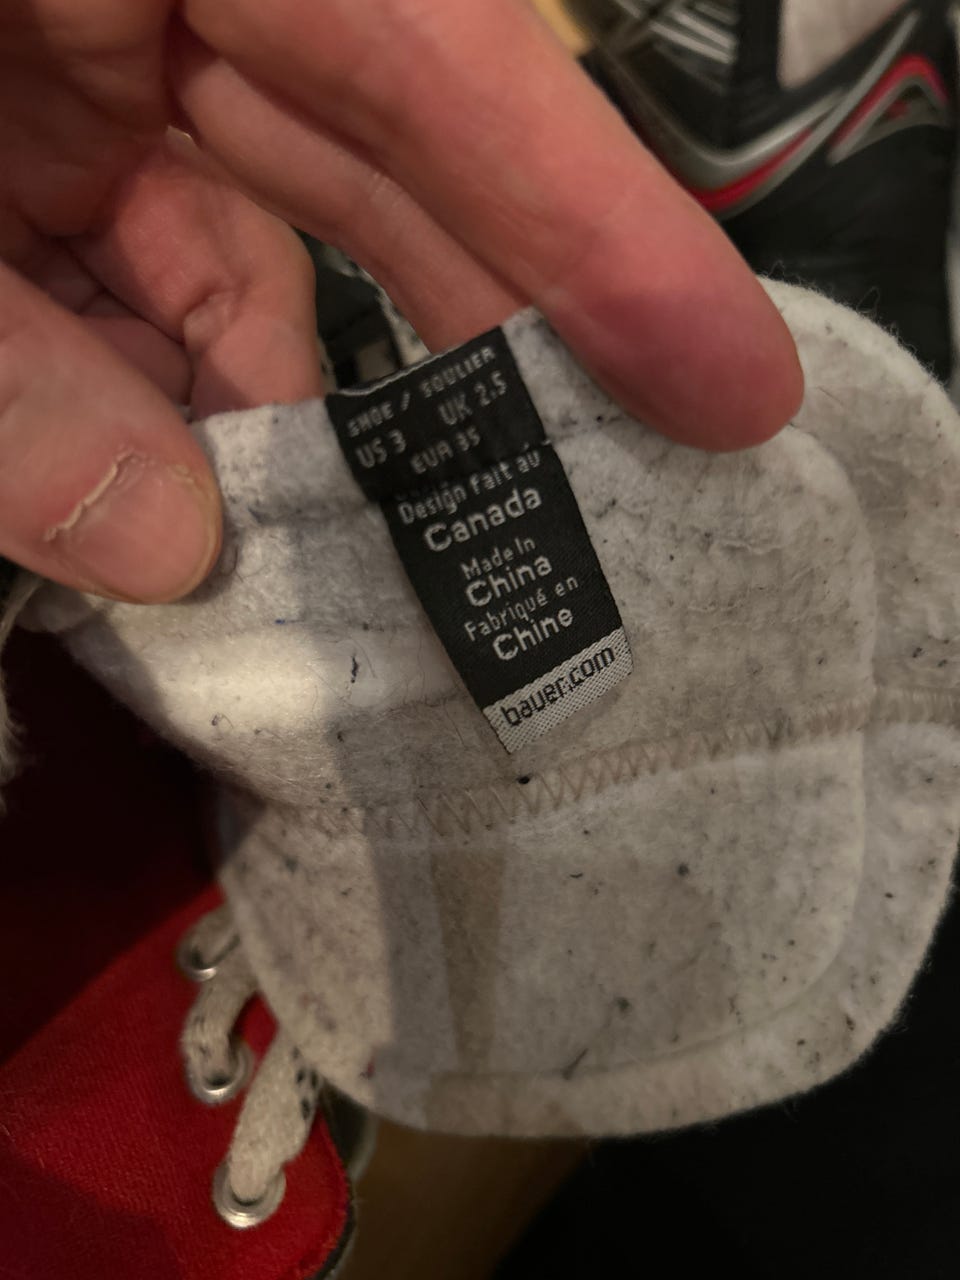 SHOE / SOULIER
US 3 UK 2.5
EUR 35
Design fait au
Canada
Made In
China
Fabriqué en
Chine
bauer.com